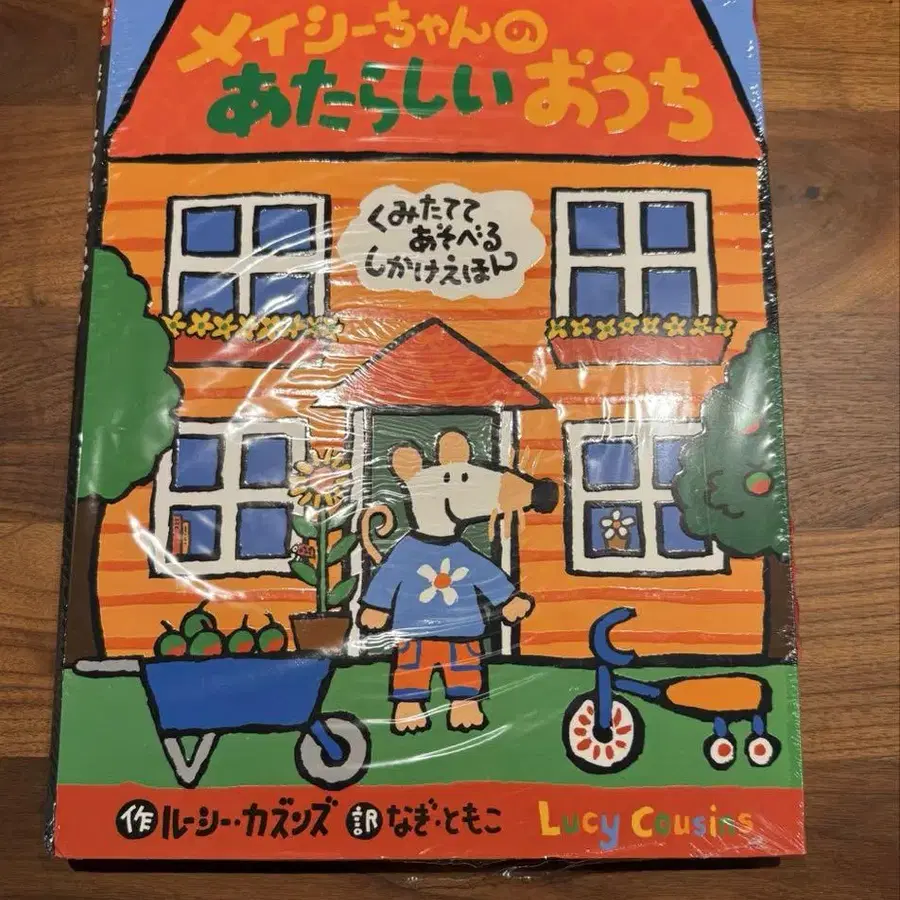 メイシーちゃんの
あたらしい おうち
くみたてて
あそべる
しかけえほん
作 ルーシー・カズンズ 訳 なぎ・ともこ Lucy Cousins